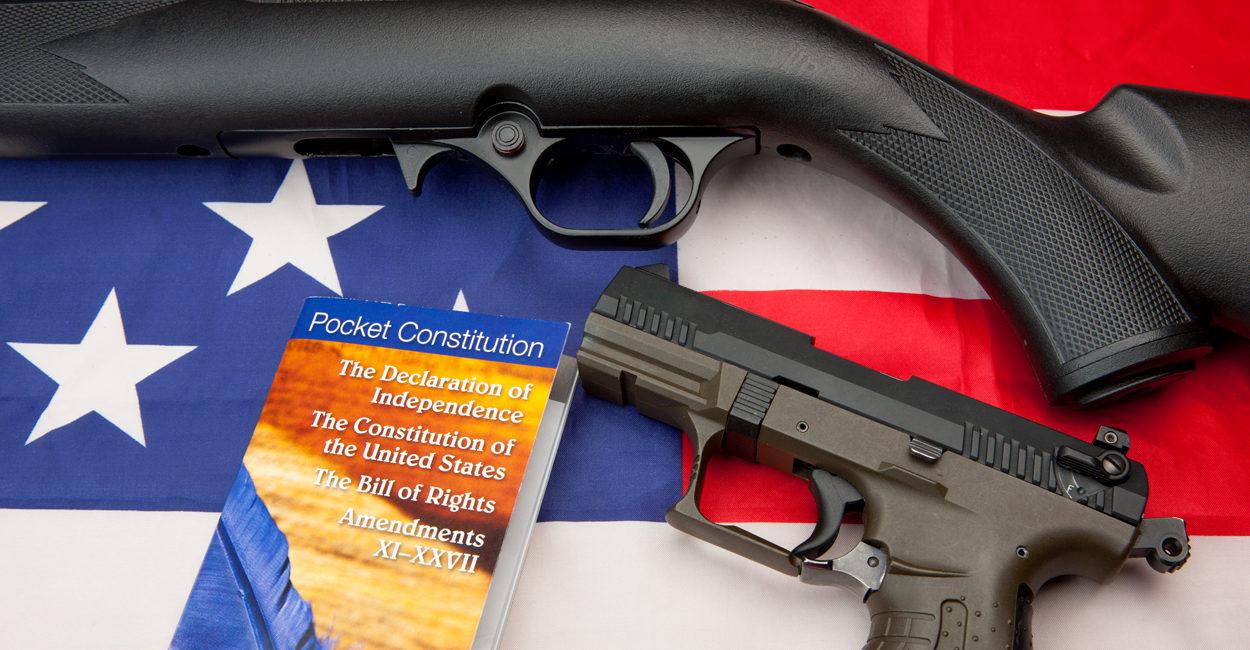 Pocket Constitution
The Declaration of
Independence
The Constitution of
the United States
The Bill of Rights
Amendments
XI–XXVII